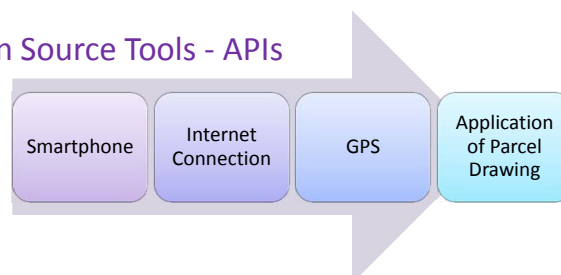 Source Tools - APIs
Smartphone
Internet
Connection
GPS
Application
of Parcel
Drawing